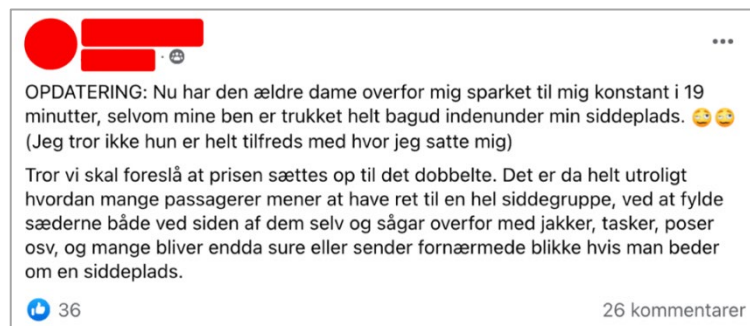 OPDATERING: Nu har den ældre dame overfor mig sparket til mig konstant i 19
minutter, selvom mine ben er trukket helt bagud indenunder min siddeplads. 🥴🥴
(Jeg tror ikke hun er helt tilfreds med hvor jeg satte mig)
Tror vi skal foreslå at prisen sættes op til det dobbelte. Det er da helt utroligt
hvordan mange passagerer mener at have ret til en hel siddegruppe, ved at fylde
sæderne både ved siden af dem selv og sågar overfor med jakker, tasker, poser
osv, og mange bliver endda sure eller sender fornærmede blikke hvis man beder
om en siddeplads.
36
26 kommentarer